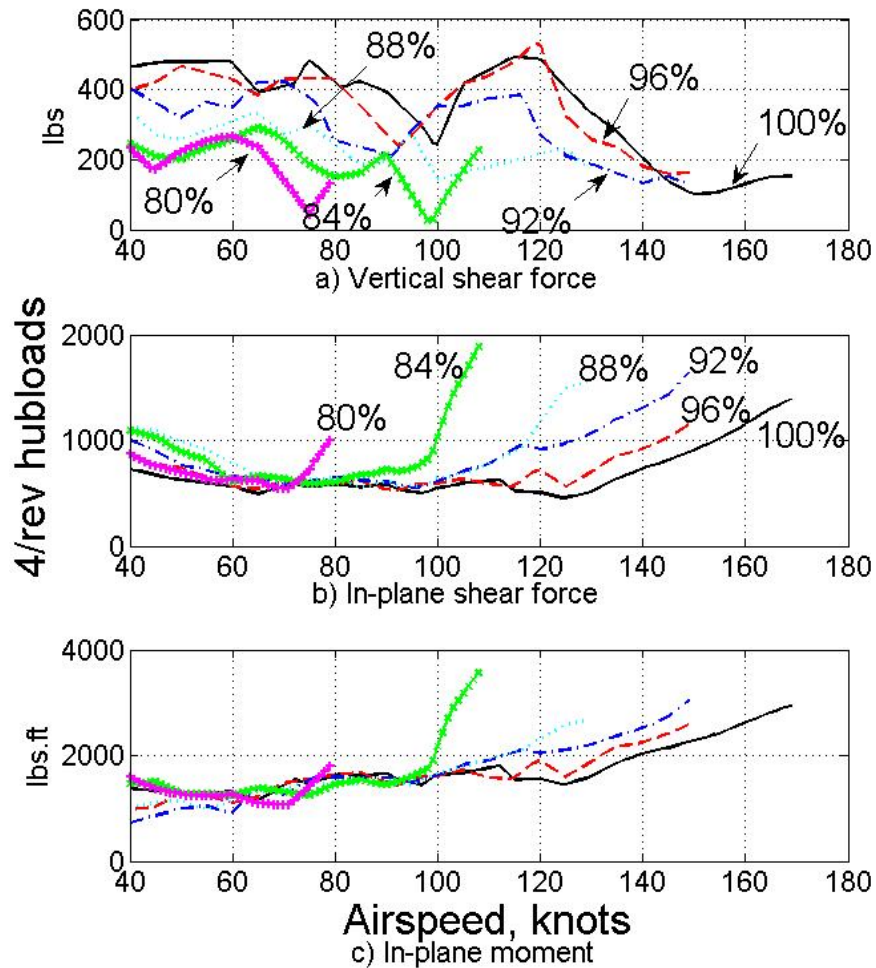 600
400
200
0
lbs
88%
96%
100%
80%
84%
92%
40 60 80 100 120 140 160 180
a) Vertical shear force
4/rev hubloads
2000
1000
0
84%
88%
92%
80%
96%
100%
40 60 80 100 120 140 160 180
b) In-plane shear force
4000
2000
0
lbs.ft
40 60 80 100 120 140 160 180
Airspeed, knots
c) In-plane moment